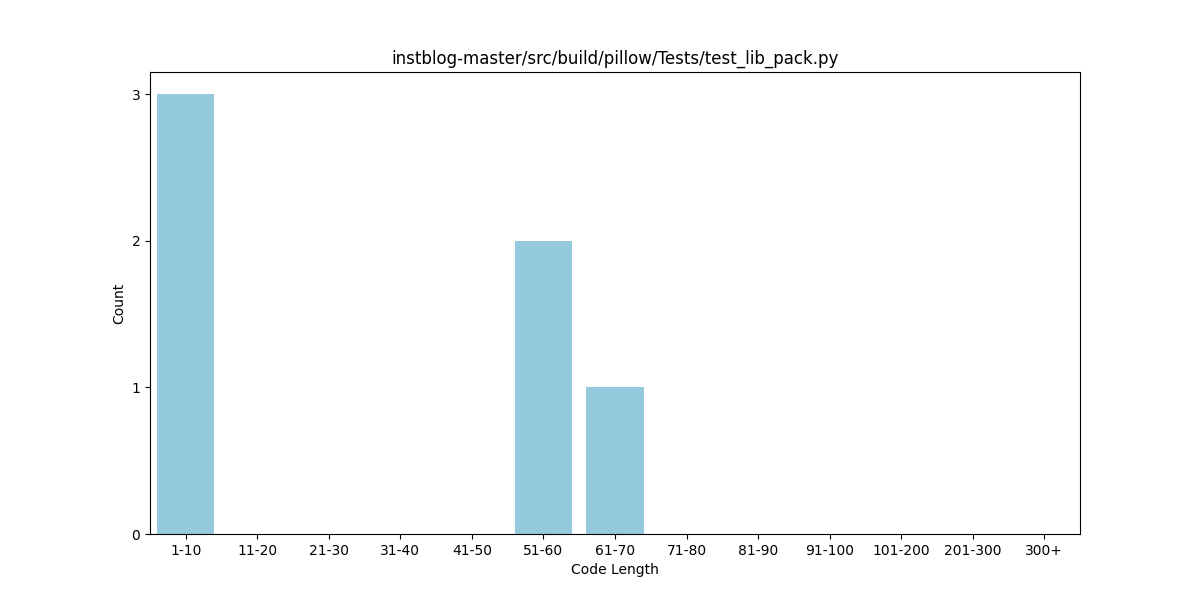 instblog-master/src/build/pillow/Tests/test_lib_pack.py
3
2
1
0
Count
1-10 11-20 21-30 31-40 41-50 51-60 61-70 71-80 81-90 91-100 101-200 201-300 300+
Code Length